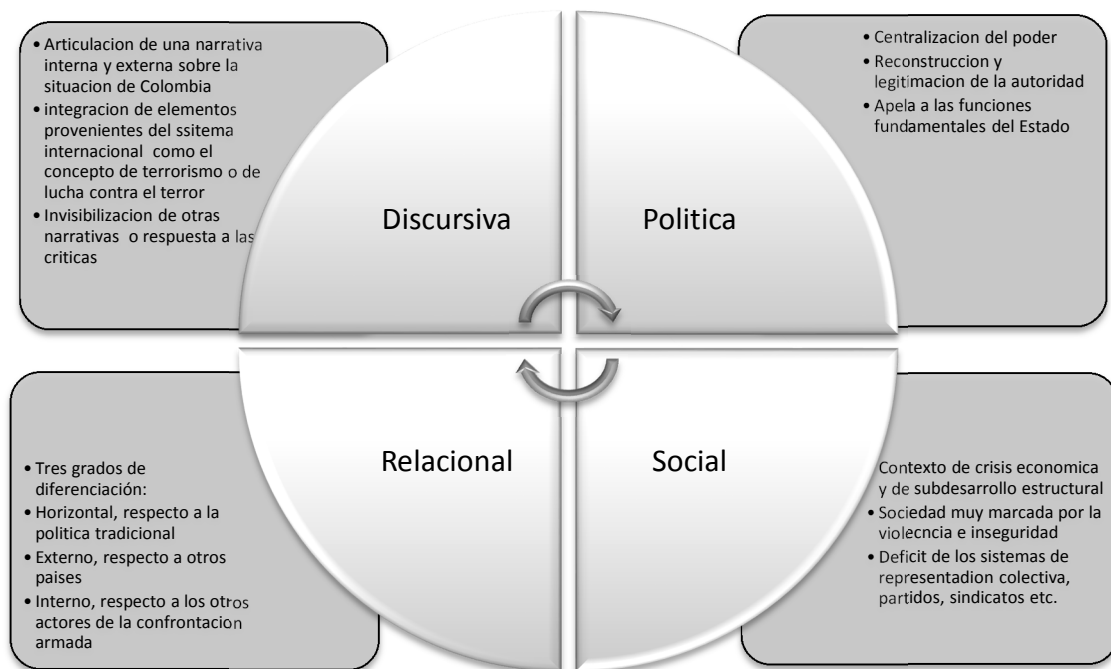 • Articulacion de una narrativa
interna y externa sobre la
situacion de Colombia
• integracion de elementos
provenientes del ssitema
internacional como el
concepto de terrorismo o de
lucha contra el terror
• Invisibilizacion de otras
narrativas o respuesta a las
criticas
• Centralizacion del poder
• Reconstruccion y
legitimacion de la autoridad
• Apela a las funciones
fundamentales del Estado
Discursiva
Politica
Relacional
Social
• Tres grados de
diferenciación:
• Horizontal, respecto a la
politica tradicional
• Externo, respecto a otros
paises
• Interno, respecto a los otros
actores de la confrontacion
armada
Contexto de crisis economica
y de subdesarrollo estructural
• Sociedad muy marcada por la
violecncia e inseguridad
• Deficit de los sistemas de
representadion colectiva,
partidos, sindicatos etc.